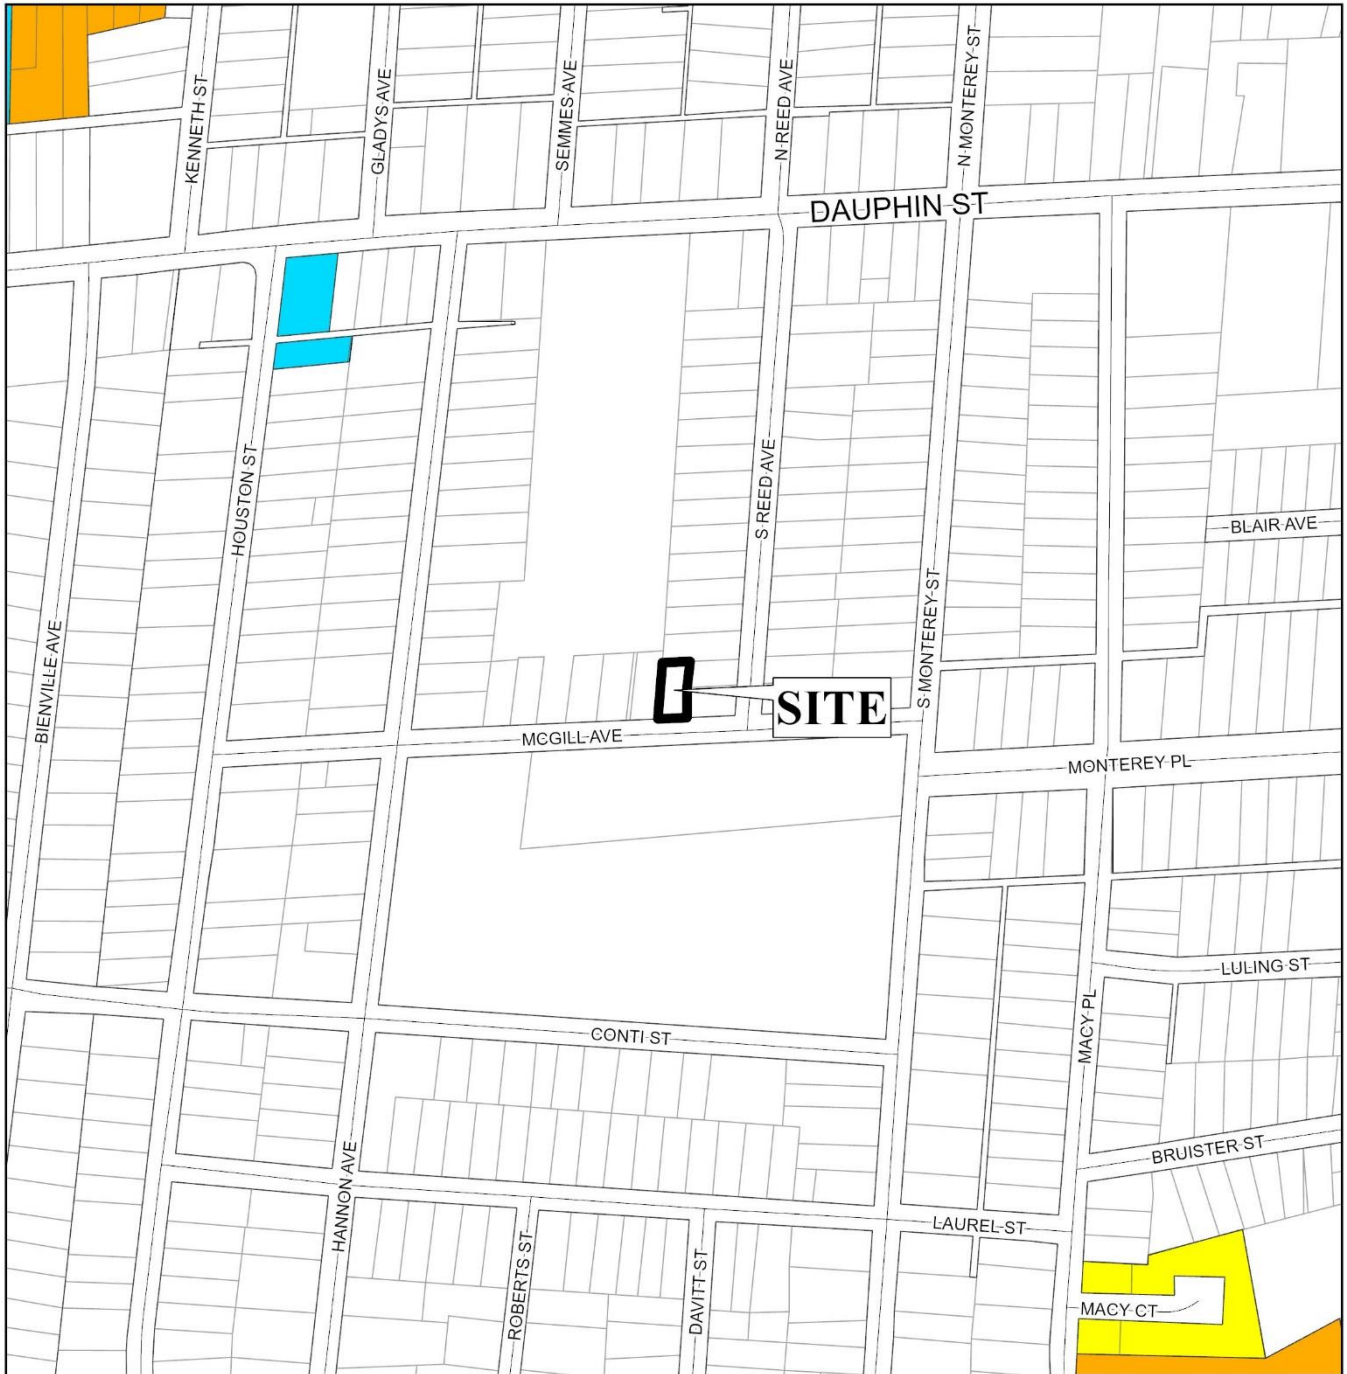 KENNETH ST
GLADYS AVE
SEMMES AVE
N REED AVE
N MONTEREY ST
DAUPHIN ST
HOUSTON ST
S REED AVE
BLAIR AVE
BIENVILLE AVE
S MONTEREY ST
SITE
MCGILL AVE
MONTEREY PL
LULING ST
MACY PL
CONTI ST
BRUISTER ST
HANNON AVE
LAUREL ST
ROBERTS ST
DAVITT ST
MACY CT